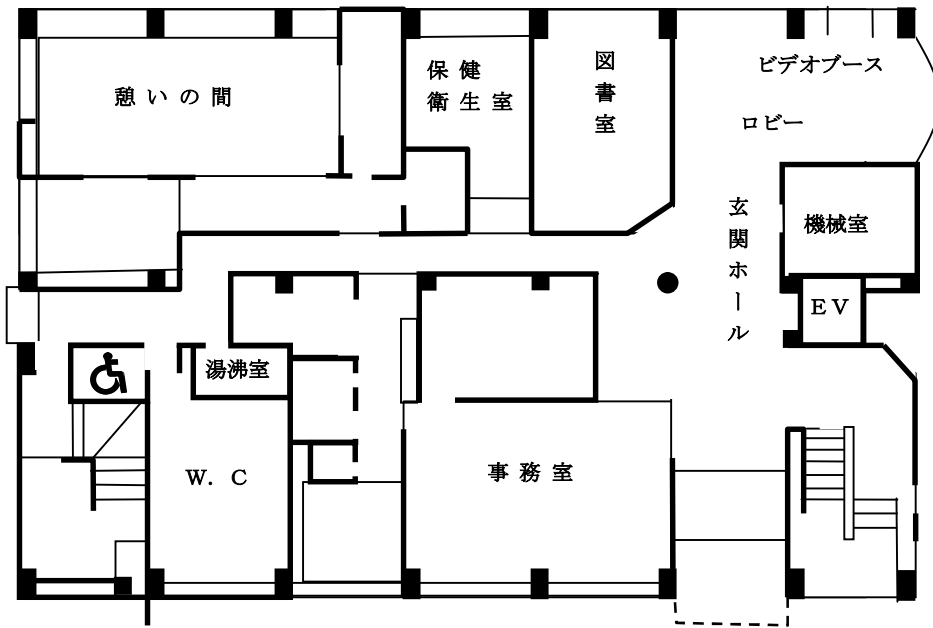 憩いの間
保健
衛生室
図書室
ビデオブース
ロビー
玄関ホール
機械室
EV
湯沸室
W. C
事務室